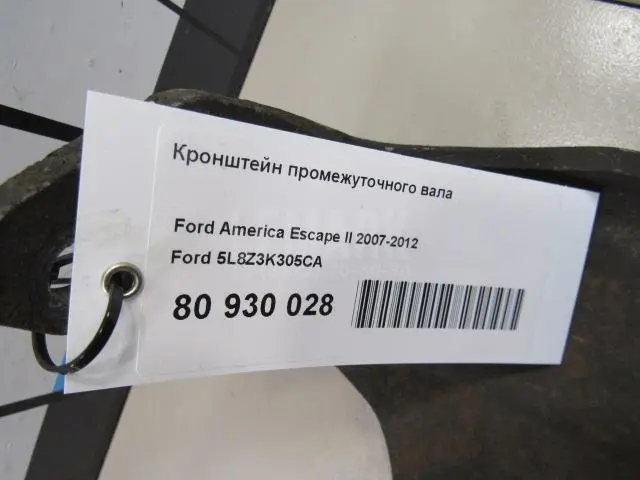 Кронштейн промежуточного вала
Ford America Escape II 2007-2012
Ford 5L8Z3K305CA
80 930 028